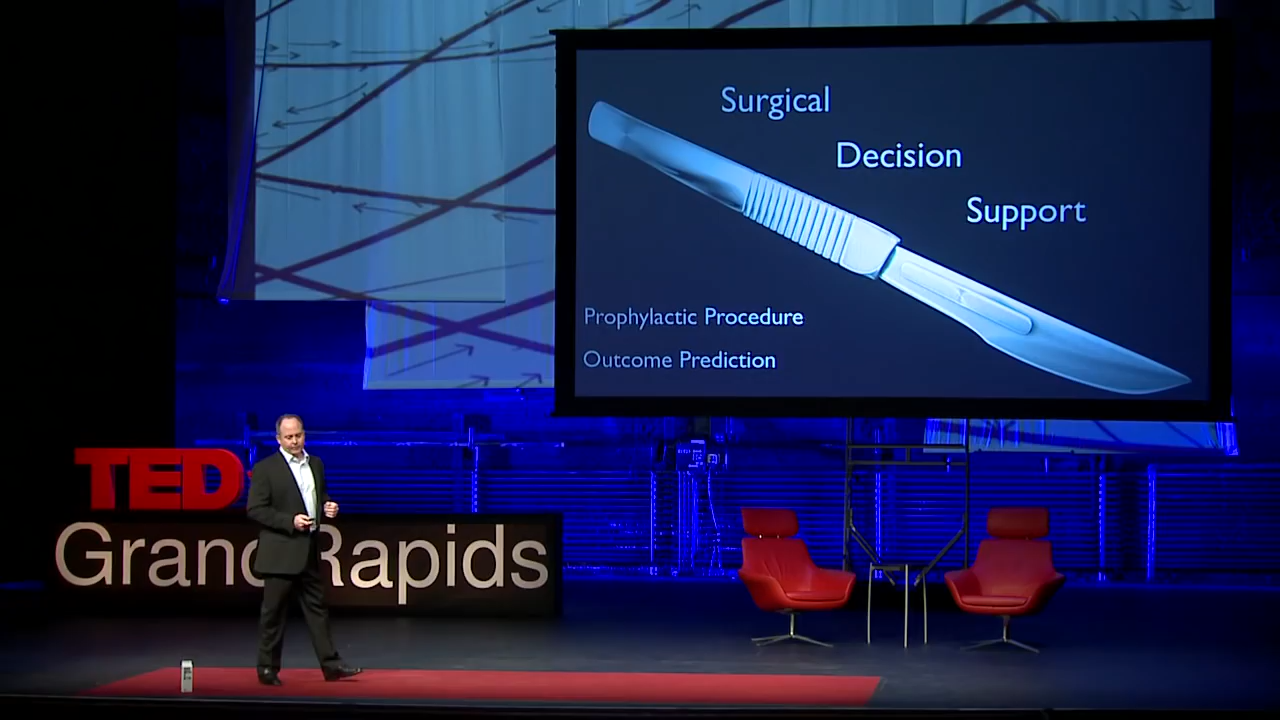 Surgical
Decision
Support
Prophylactic Procedure
Outcome Prediction
TEDx
Grand Rapids